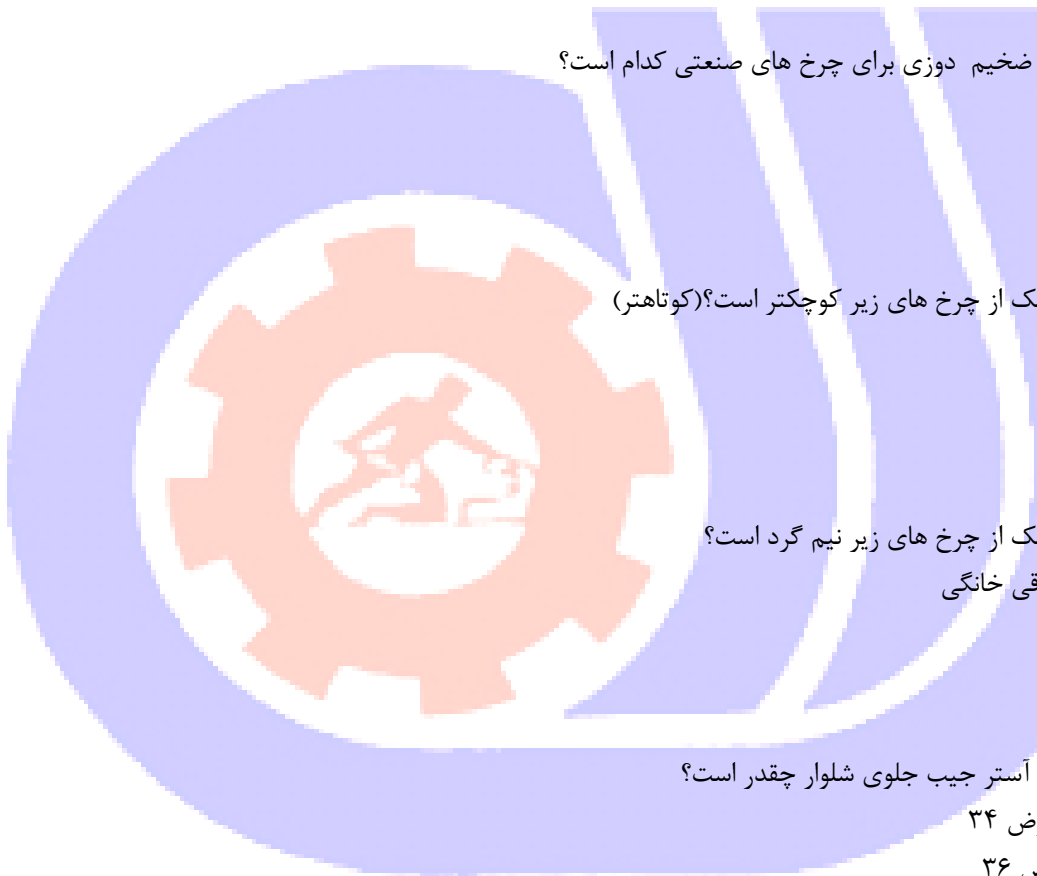 ضخیم دوزی برای چرخ های صنعتی کدام است؟
ک از چرخ های زیر کوچکتر است؟(کوتاهتر)
ک از چرخ های زیر نیم گرد است؟
قی خانگی
آستر جیب جلوی شلوار چقدر است؟
ض ۳۴
۳۶